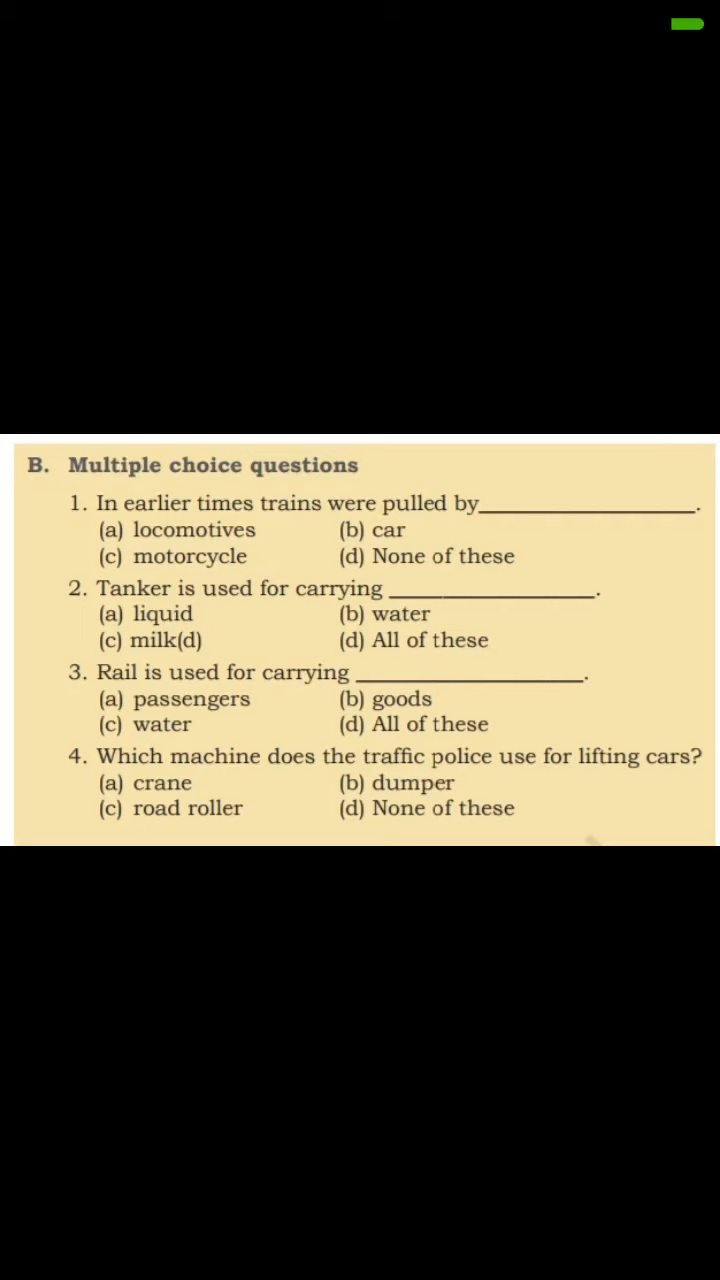 B. Multiple choice questions
1. In earlier times trains were pulled by____________________.
(a) locomotives (b) car
(c) motorcycle (d) None of these
2. Tanker is used for carrying ____________________.
(a) liquid (b) water
(c) milk(d) (d) All of these
3. Rail is used for carrying ____________________.
(a) passengers (b) goods
(c) water (d) All of these
4. Which machine does the traffic police use for lifting cars?
(a) crane (b) dumper
(c) road roller (d) None of these